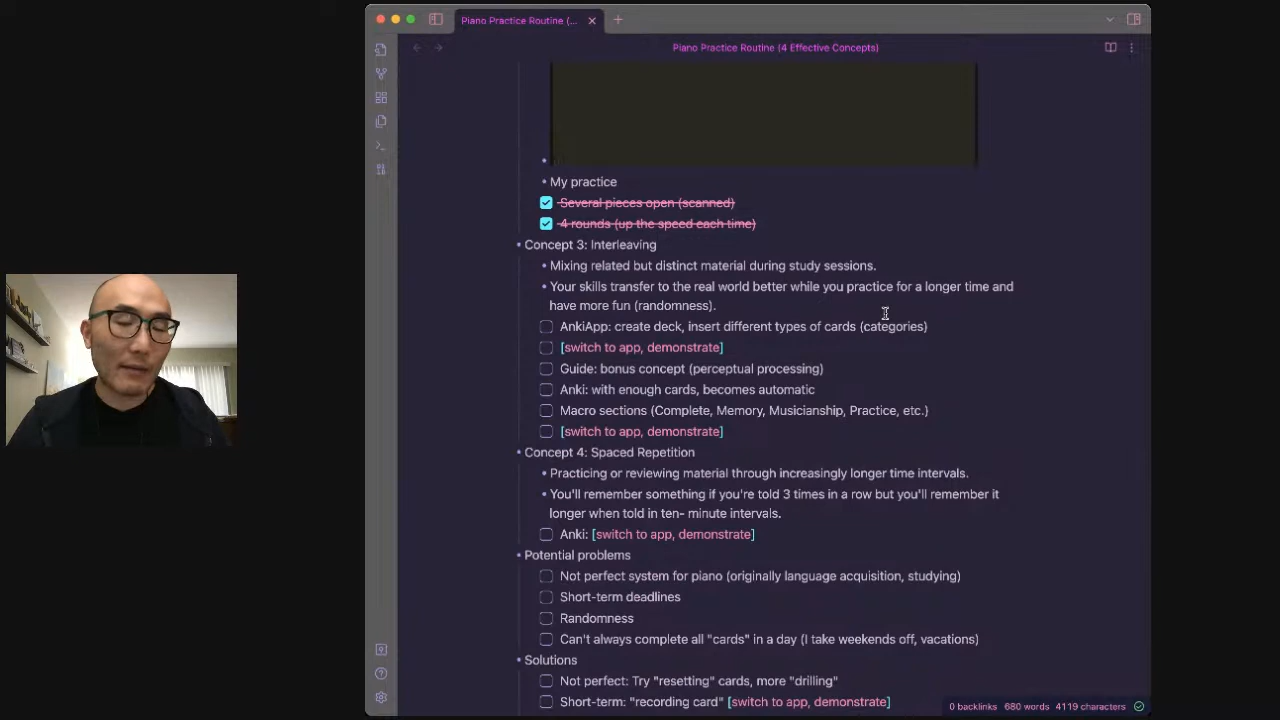 Piano Practice Routine (...
Piano Practice Routine (4 Effective Concepts)
My practice
Several pieces open (scanned)
4 rounds (up the speed each time)
Concept 3: Interleaving
Mixing related but distinct material during study sessions.
Your skills transfer to the real world better while you practice for a longer time and
have more fun (randomness).
AnkiApp: create deck, insert different types of cards (categories)
[switch to app, demonstrate]
Guide: bonus concept (perceptual processing)
Anki: with enough cards, becomes automatic
Macro sections (Complete, Memory, Musicianship, Practice, etc.)
[switch to app, demonstrate]
Concept 4: Spaced Repetition
Practicing or reviewing material through increasingly longer time intervals.
You'll remember something if you're told 3 times in a row but you'll remember it
longer when told in ten- minute intervals.
Anki: [switch to app, demonstrate]
Potential problems
Not perfect system for piano (originally language acquisition, studying)
Short-term deadlines
Randomness
Can't always complete all "cards" in a day (I take weekends off, vacations)
Solutions
Not perfect: Try "resetting" cards, more "drilling"
Short-term: "recording card" [switch to app, demonstrate]
0 backlinks 680 words 4119 characters